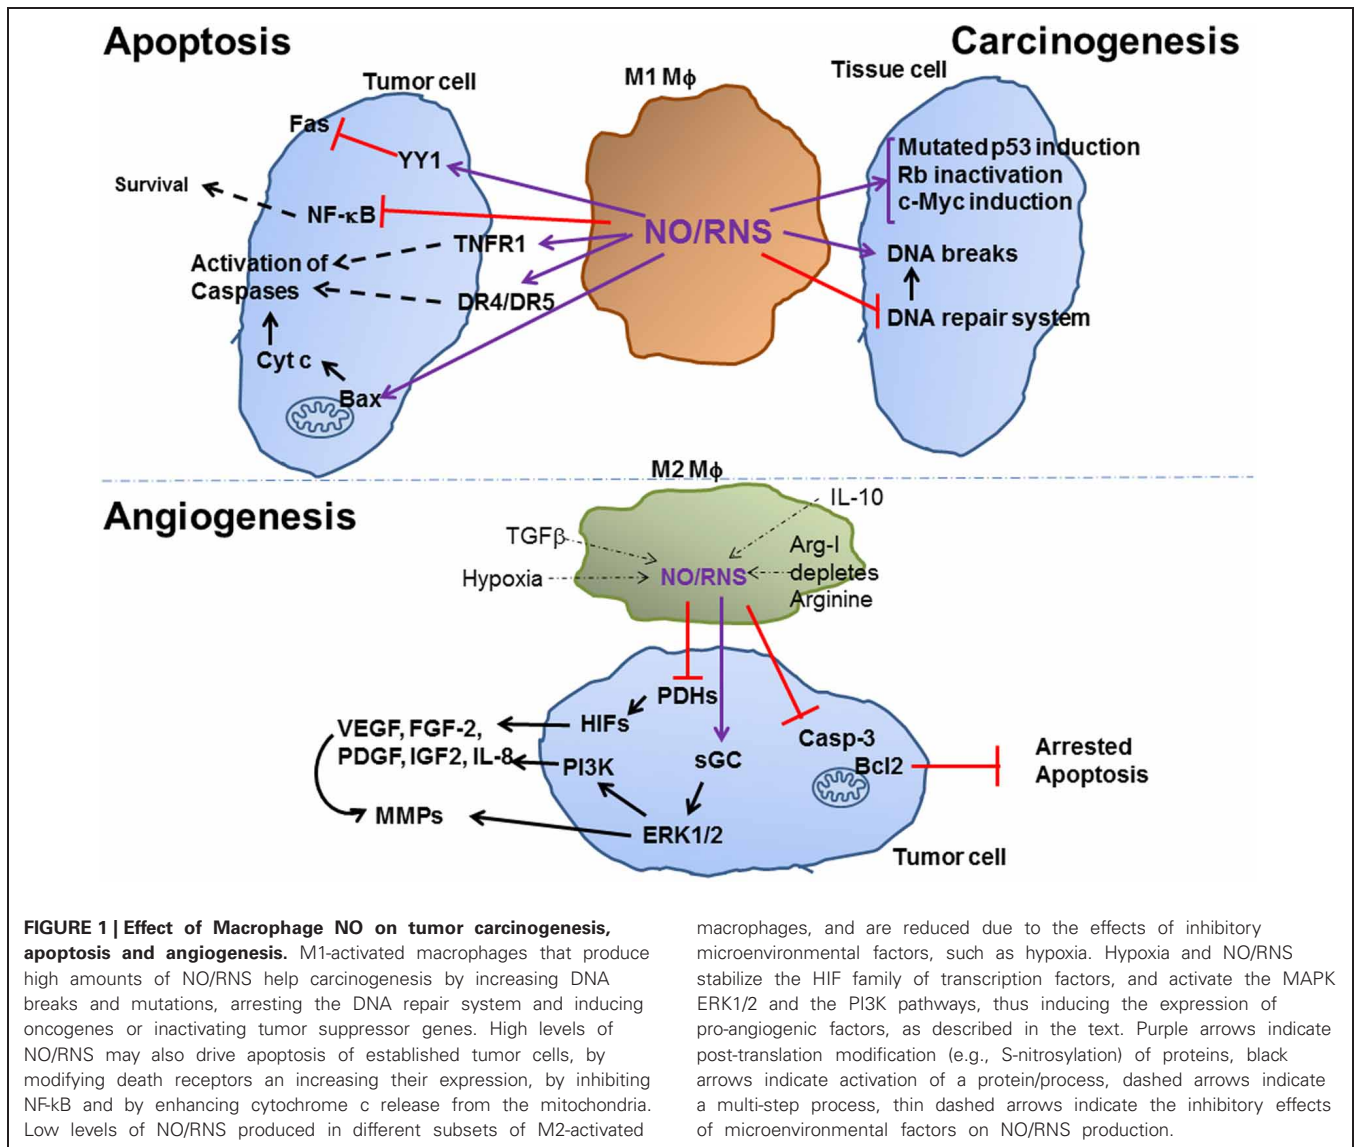 Apoptosis
Carcinogenesis
Tumor cell
M1 Mϕ
Tissue cell
Fas
YY1
Survival
NF-κB
TNFR1
Activation of
Caspases
DR4/DR5
Cyt c
Bax
NO/RNS
Mutated p53 induction
Rb inactivation
c-Myc induction
DNA breaks
DNA repair system
Angiogenesis
M2 Mϕ
IL-10
TGFβ
Hypoxia
NO/RNS
Arg-I
depletes
Arginine
PDHs
HIFs
VEGF, FGF-2,
PDGF, IGF2, IL-8
PI3K
sGC
MMPs
ERK1/2
Casp-3
Bcl2
Arrested
Apoptosis
Tumor cell
FIGURE 1 | Effect of Macrophage NO on tumor carcinogenesis,
apoptosis and angiogenesis. M1-activated macrophages that produce
high amounts of NO/RNS help carcinogenesis by increasing DNA
breaks and mutations, arresting the DNA repair system and inducing
oncogenes or inactivating tumor suppressor genes. High levels of
NO/RNS may also drive apoptosis of established tumor cells, by
modifying death receptors an increasing their expression, by inhibiting
NF-kB and by enhancing cytochrome c release from the mitochondria.
Low levels of NO/RNS produced in different subsets of M2-activated
macrophages, and are reduced due to the effects of inhibitory
microenvironmental factors, such as hypoxia. Hypoxia and NO/RNS
stabilize the HIF family of transcription factors, and activate the MAPK
ERK1/2 and the PI3K pathways, thus inducing the expression of
pro-angiogenic factors, as described in the text. Purple arrows indicate
post-translation modification (e.g., S-nitrosylation) of proteins, black
arrows indicate activation of a protein/process, dashed arrows indicate
a multi-step process, thin dashed arrows indicate the inhibitory effects
of microenvironmental factors on NO/RNS production.